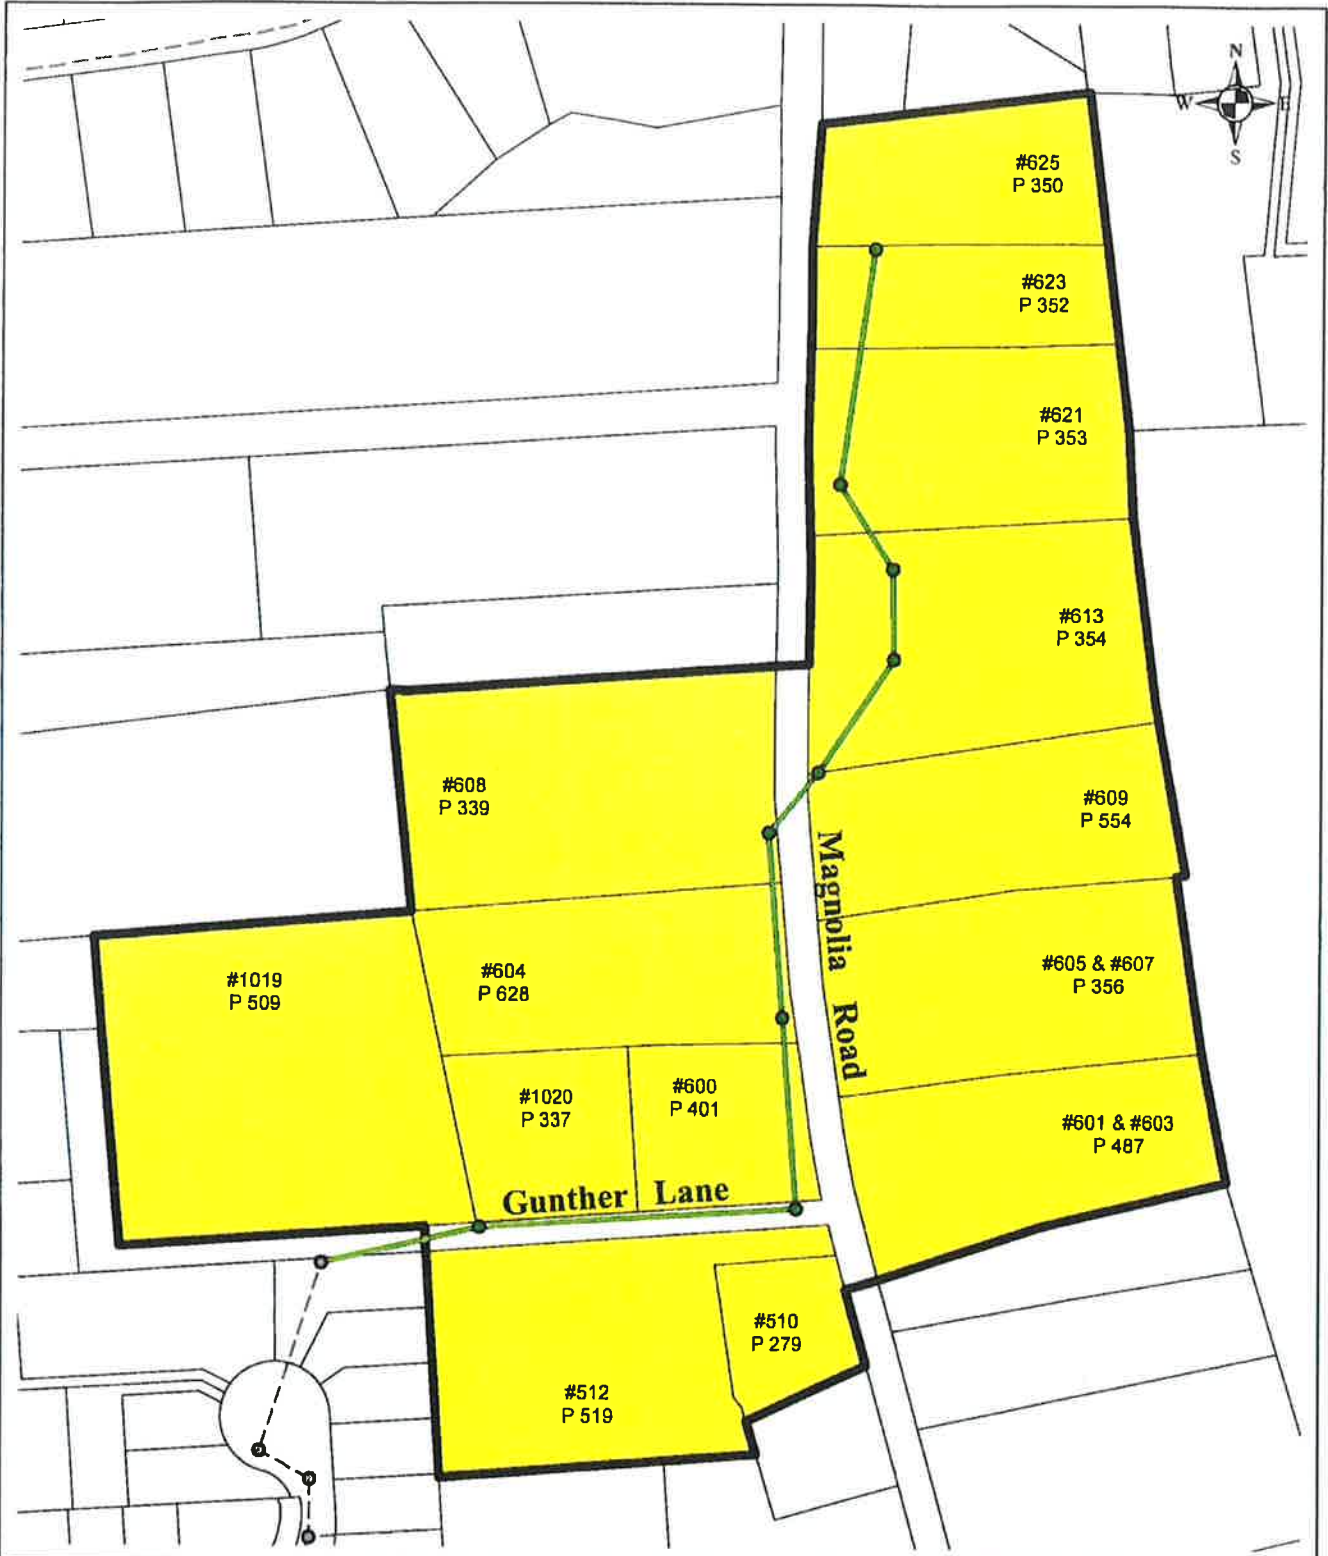 N
W E
S
#625
P 350
#623
P 352
#621
P 353
#613
P 354
#608
P 339
#609
P 554
Magnolia Road
#605 & #607
P 356
#1019
P 509
#604
P 628
#1020
P 337
#600
P 401
#601 & #603
P 487
Gunther Lane
#510
P 279
#512
P 519